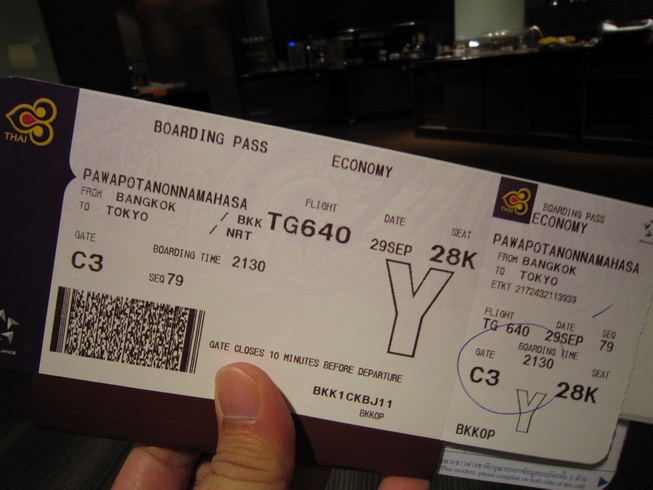 THAI
BOARDING PASS
ECONOMY
PAWAPOTANONNAMAHASA
FROM BANGKOK / BKK
TO TOKYO / NRT
FLIGHT
TG640
DATE
29SEP
SEAT
28K
GATE
C3
BOARDING TIME 2130
SEQ 79
Y
GATE CLOSES 10 MINUTES BEFORE DEPARTURE
BKK1CKBJ11
BKKOP
THAI
BOARDING PASS
ECONOMY
PAWAPOTANONNAMAHASA
FROM BANGKOK
TO TOKYO
ETKT 2172432113939
FLIGHT DATE SEQ
TG 640 29SEP 79
GATE BOARDING TIME SEAT
C3 2130 28K
Y
BKKOP